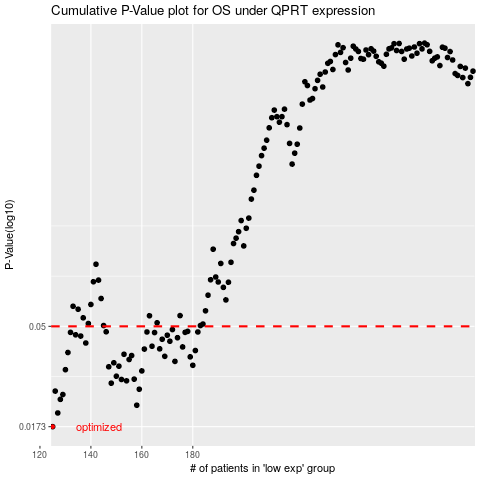 Cumulative P-Value plot for OS under QPRT expression
P-Value(log10)
0.05
0.0173
optimized
120 140 160 180
# of patients in 'low exp' group